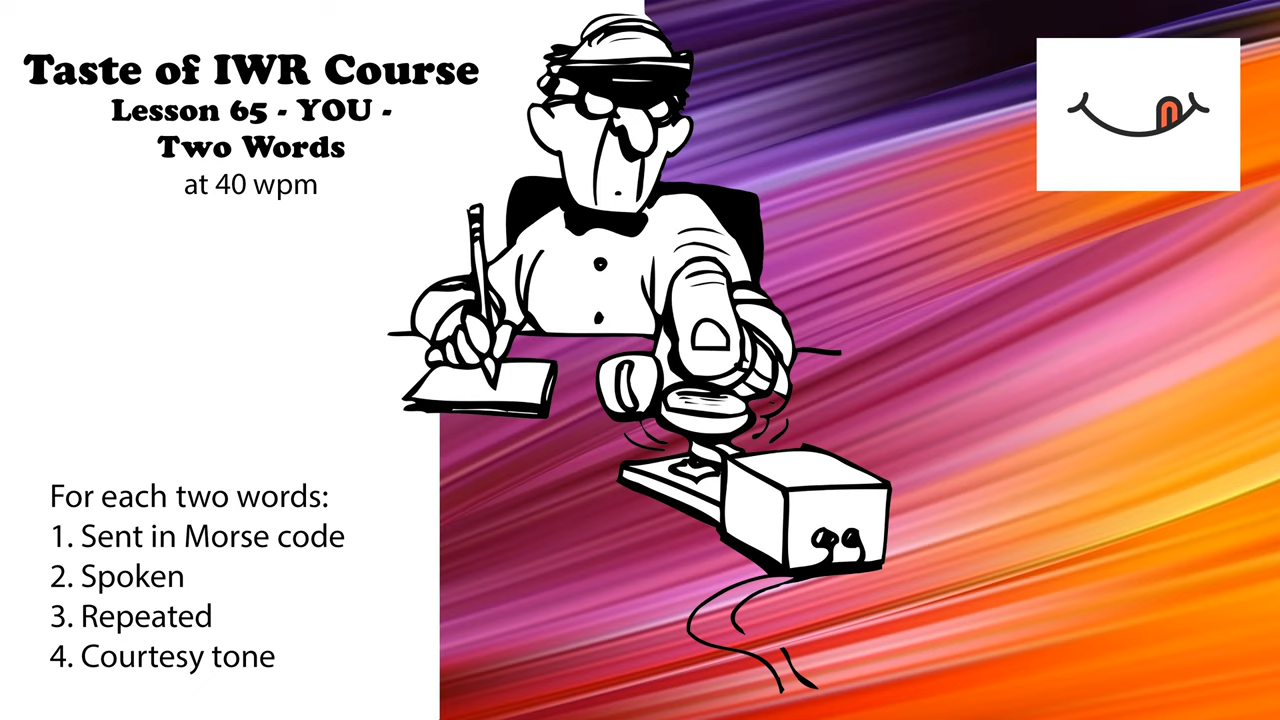 Taste of IWR Course
Lesson 65 - YOU -
Two Words
at 40 wpm
For each two words:
1. Sent in Morse code
2. Spoken
3. Repeated
4. Courtesy tone